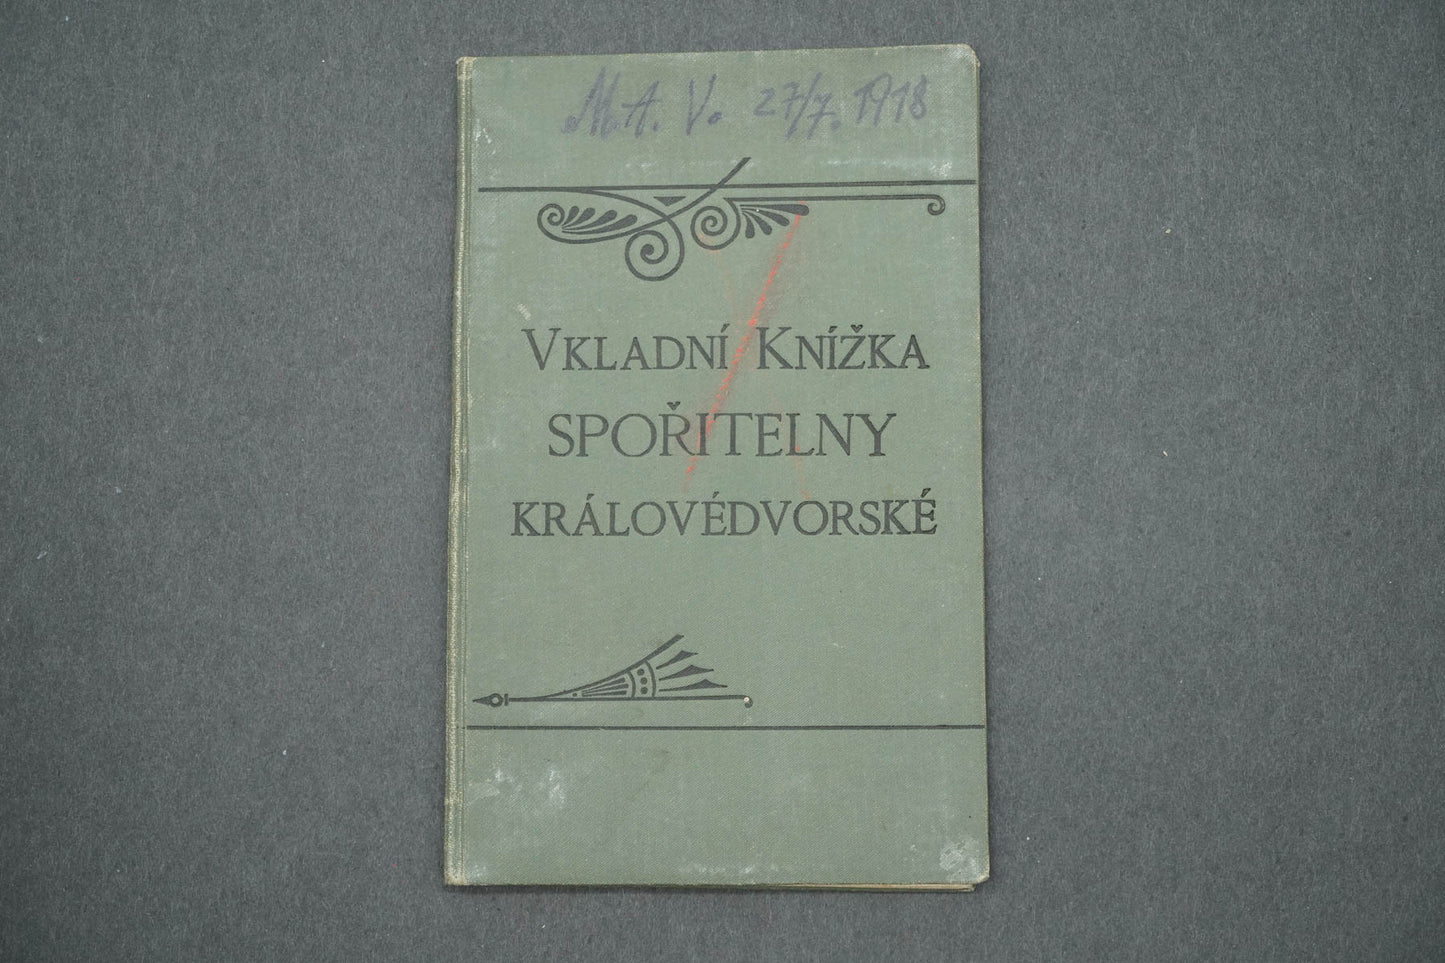 M.A. V. 27/7. 1918
VKLADNÍ KNÍŽKA
SPOŘITELNY
KRÁLOVÉDVORSKÉ